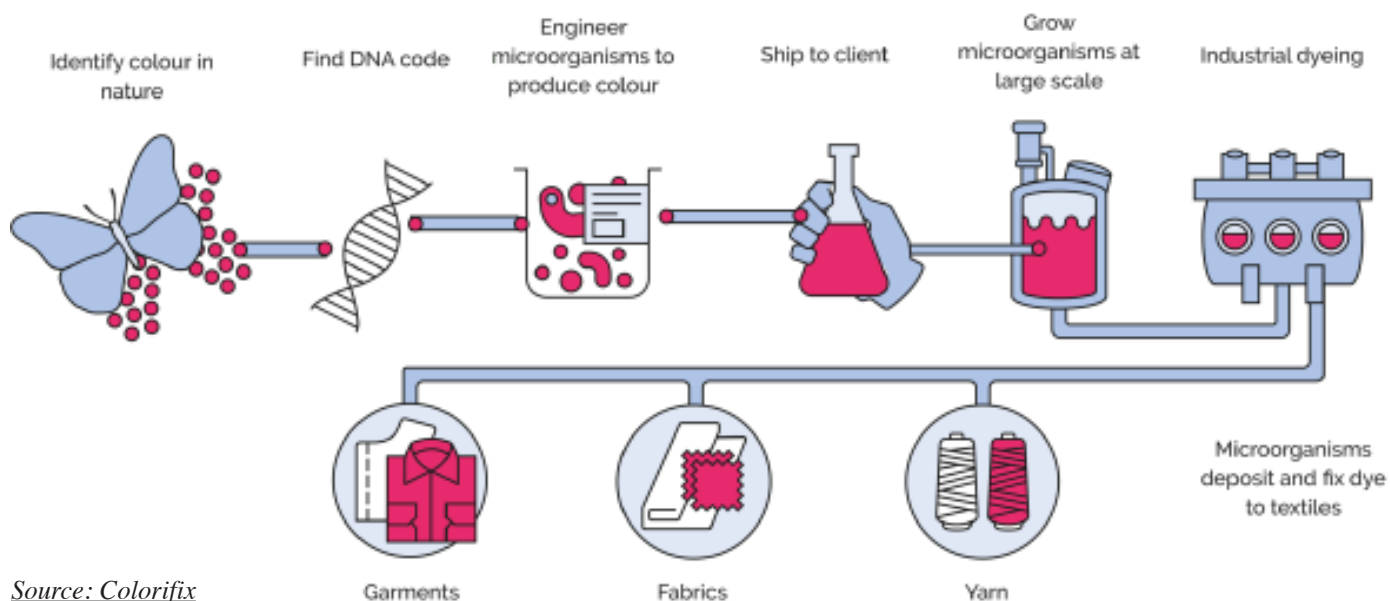 Identify colour in
nature
Find DNA code
Engineer
microorganisms to
produce colour
Ship to client
Grow
microorganisms at
large scale
Industrial dyeing
Microorganisms
deposit and fix dye
to textiles
Garments
Fabrics
Yarn
Source: Colorifix